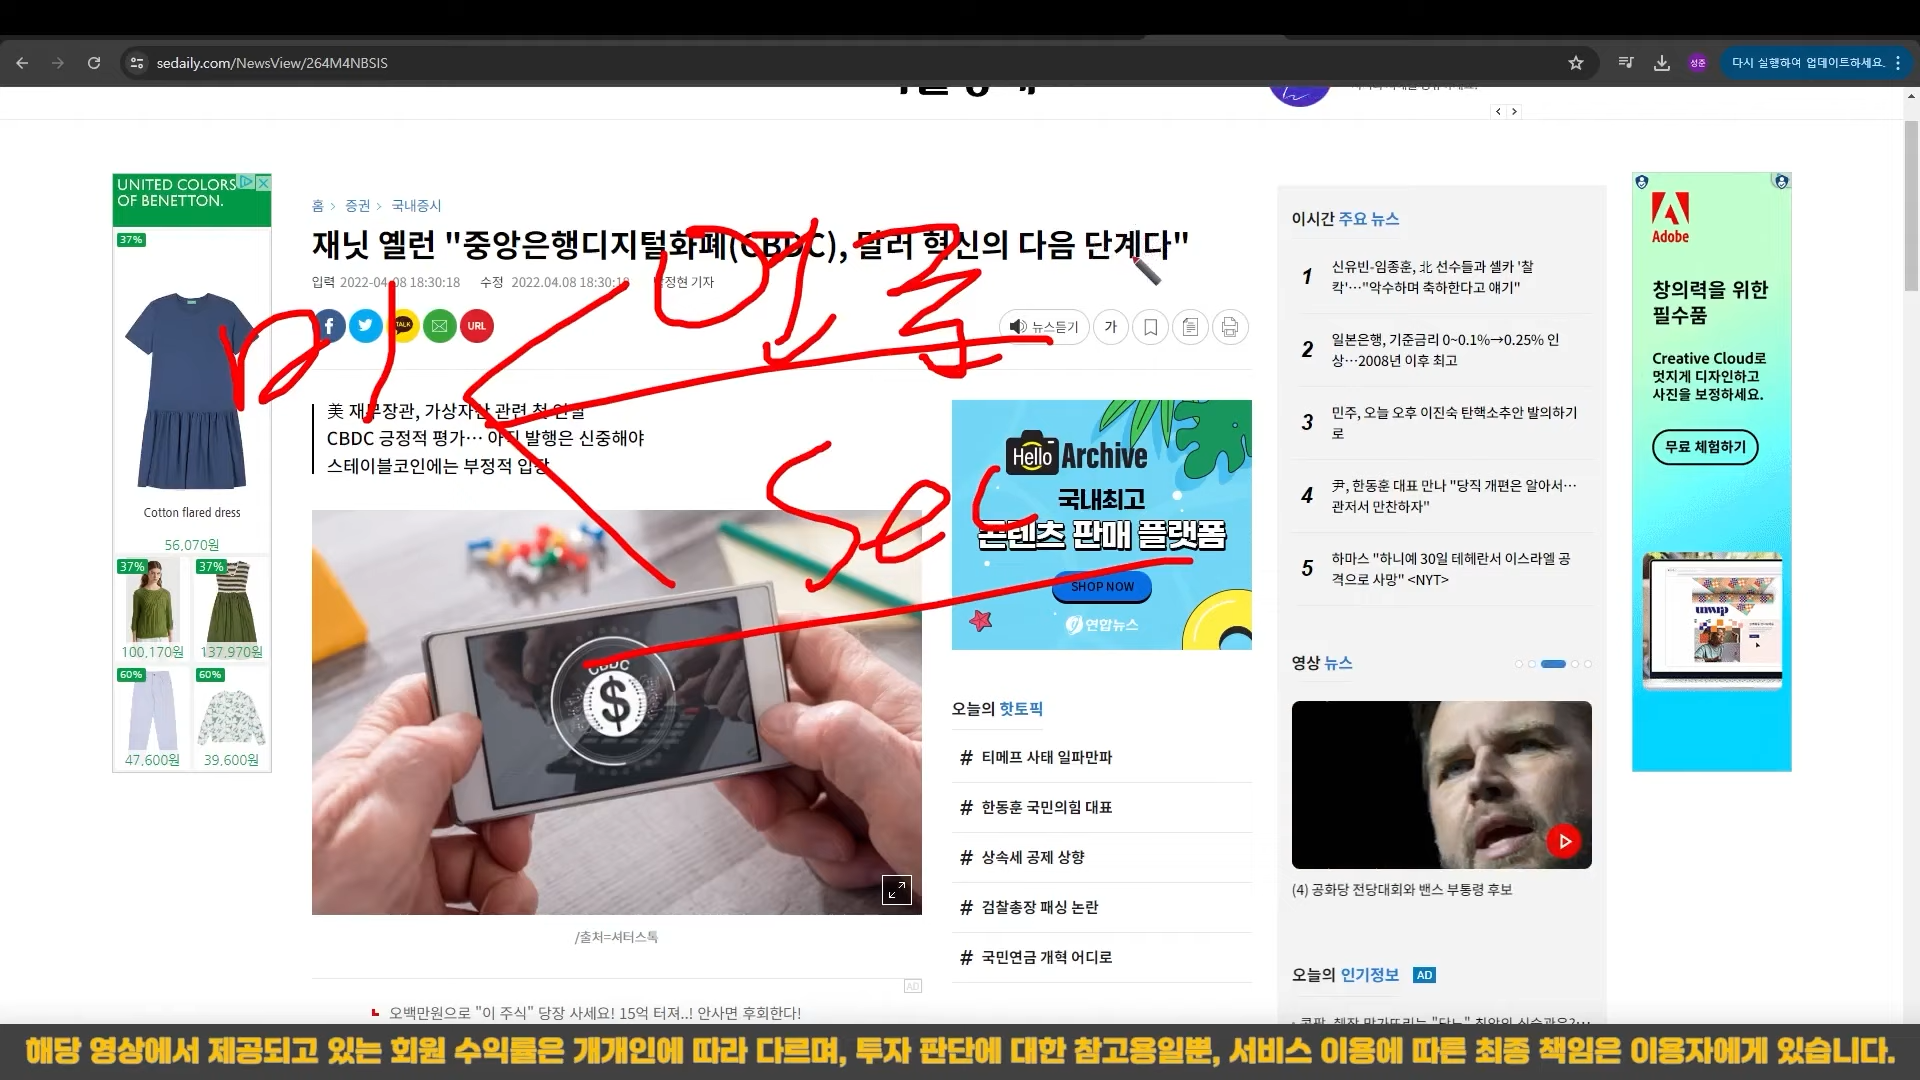 sedaily.com/NewsView/264M4NBSIS
성준
다시 실행하여 업데이트하세요.
UNITED COLORS
OF BENETTON.
37%
Cotton flared dress
56,070원
37%
37%
100,170원
137,970원
60%
60%
47,600원
39,600원
홈 > 증권 > 국내증시
재닛 옐런 "중앙은행디지털화폐(CBDC), 달러 혁신의 다음 단계다"
입력 2022-04-08 18:30:18 수정 2022.04.08 18:30:18 정현 기자
TALK
URL
뉴스듣기
가
미
연준
Sec
美 재무장관, 가상자산 관련 첫 연설
CBDC 긍정적 평가… 아직 발행은 신중해야
스테이블코인에는 부정적 입장
CBDC
$
/출처=셔터스톡
AD
오백만원으로 "이 주식" 당장 사세요! 15억 터져..! 안사면 후회한다!
Hello Archive
국내최고
콘텐츠 판매 플랫폼
SHOP NOW
연합뉴스
오늘의 핫토픽
# 티메프 사태 일파만파
# 한동훈 국민의힘 대표
# 상속세 공제 상향
# 검찰총장 패싱 논란
# 국민연금 개혁 어디로
이시간 주요 뉴스
1 신유빈-임종훈, 北 선수들과 셀카 '찰
칵'…"악수하며 축하한다고 얘기"
2 일본은행, 기준금리 0~0.1%→0.25% 인
상…2008년 이후 최고
3 민주, 오늘 오후 이진숙 탄핵소추안 발의하기
로
4 尹, 한동훈 대표 만나 "당직 개편은 알아서…
관저서 만찬하자"
5 하마스 "하니예 30일 테헤란서 이스라엘 공
격으로 사망" <NYT>
영상 뉴스
(4) 공화당 전당대회와 밴스 부통령 후보
오늘의 인기정보 AD
Adobe
창의력을 위한
필수품
Creative Cloud로
멋지게 디자인하고
사진을 보정하세요.
무료 체험하기
해당 영상에서 제공되고 있는 회원 수익률은 개개인에 따라 다르며, 투자 판단에 대한 참고용일뿐, 서비스 이용에 따른 최종 책임은 이용자에게 있습니다.